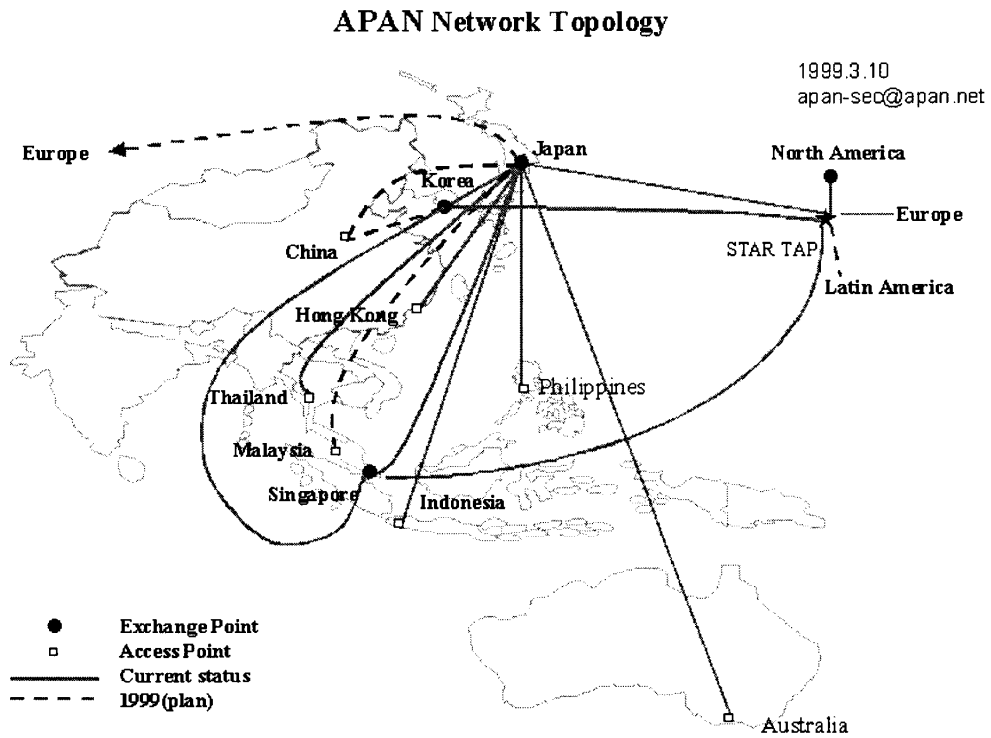 APAN Network Topology
1999.3.10
apan-sec@apan.net
Europe
Japan
North America
Korea
Europe
China
STAR TAP
Latin America
Hong Kong
Thailand
Philippines
Malaysia
Singapore
Indonesia
Exchange Point
Access Point
Current status
1999(plan)
Australia